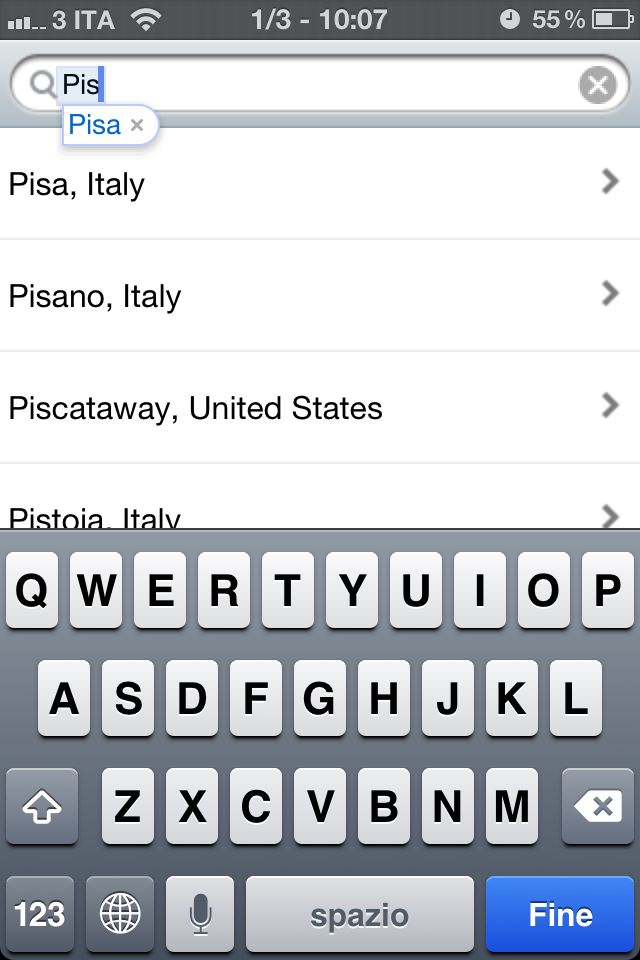 3 ITA 1/3 - 10:07 55 %
Pis
Pisa ×
Pisa, Italy
Pisano, Italy
Piscataway, United States
Pistoia, Italy
Q W E R T Y U I O P
A S D F G H J K L
Z X C V B N M
123 spazio Fine